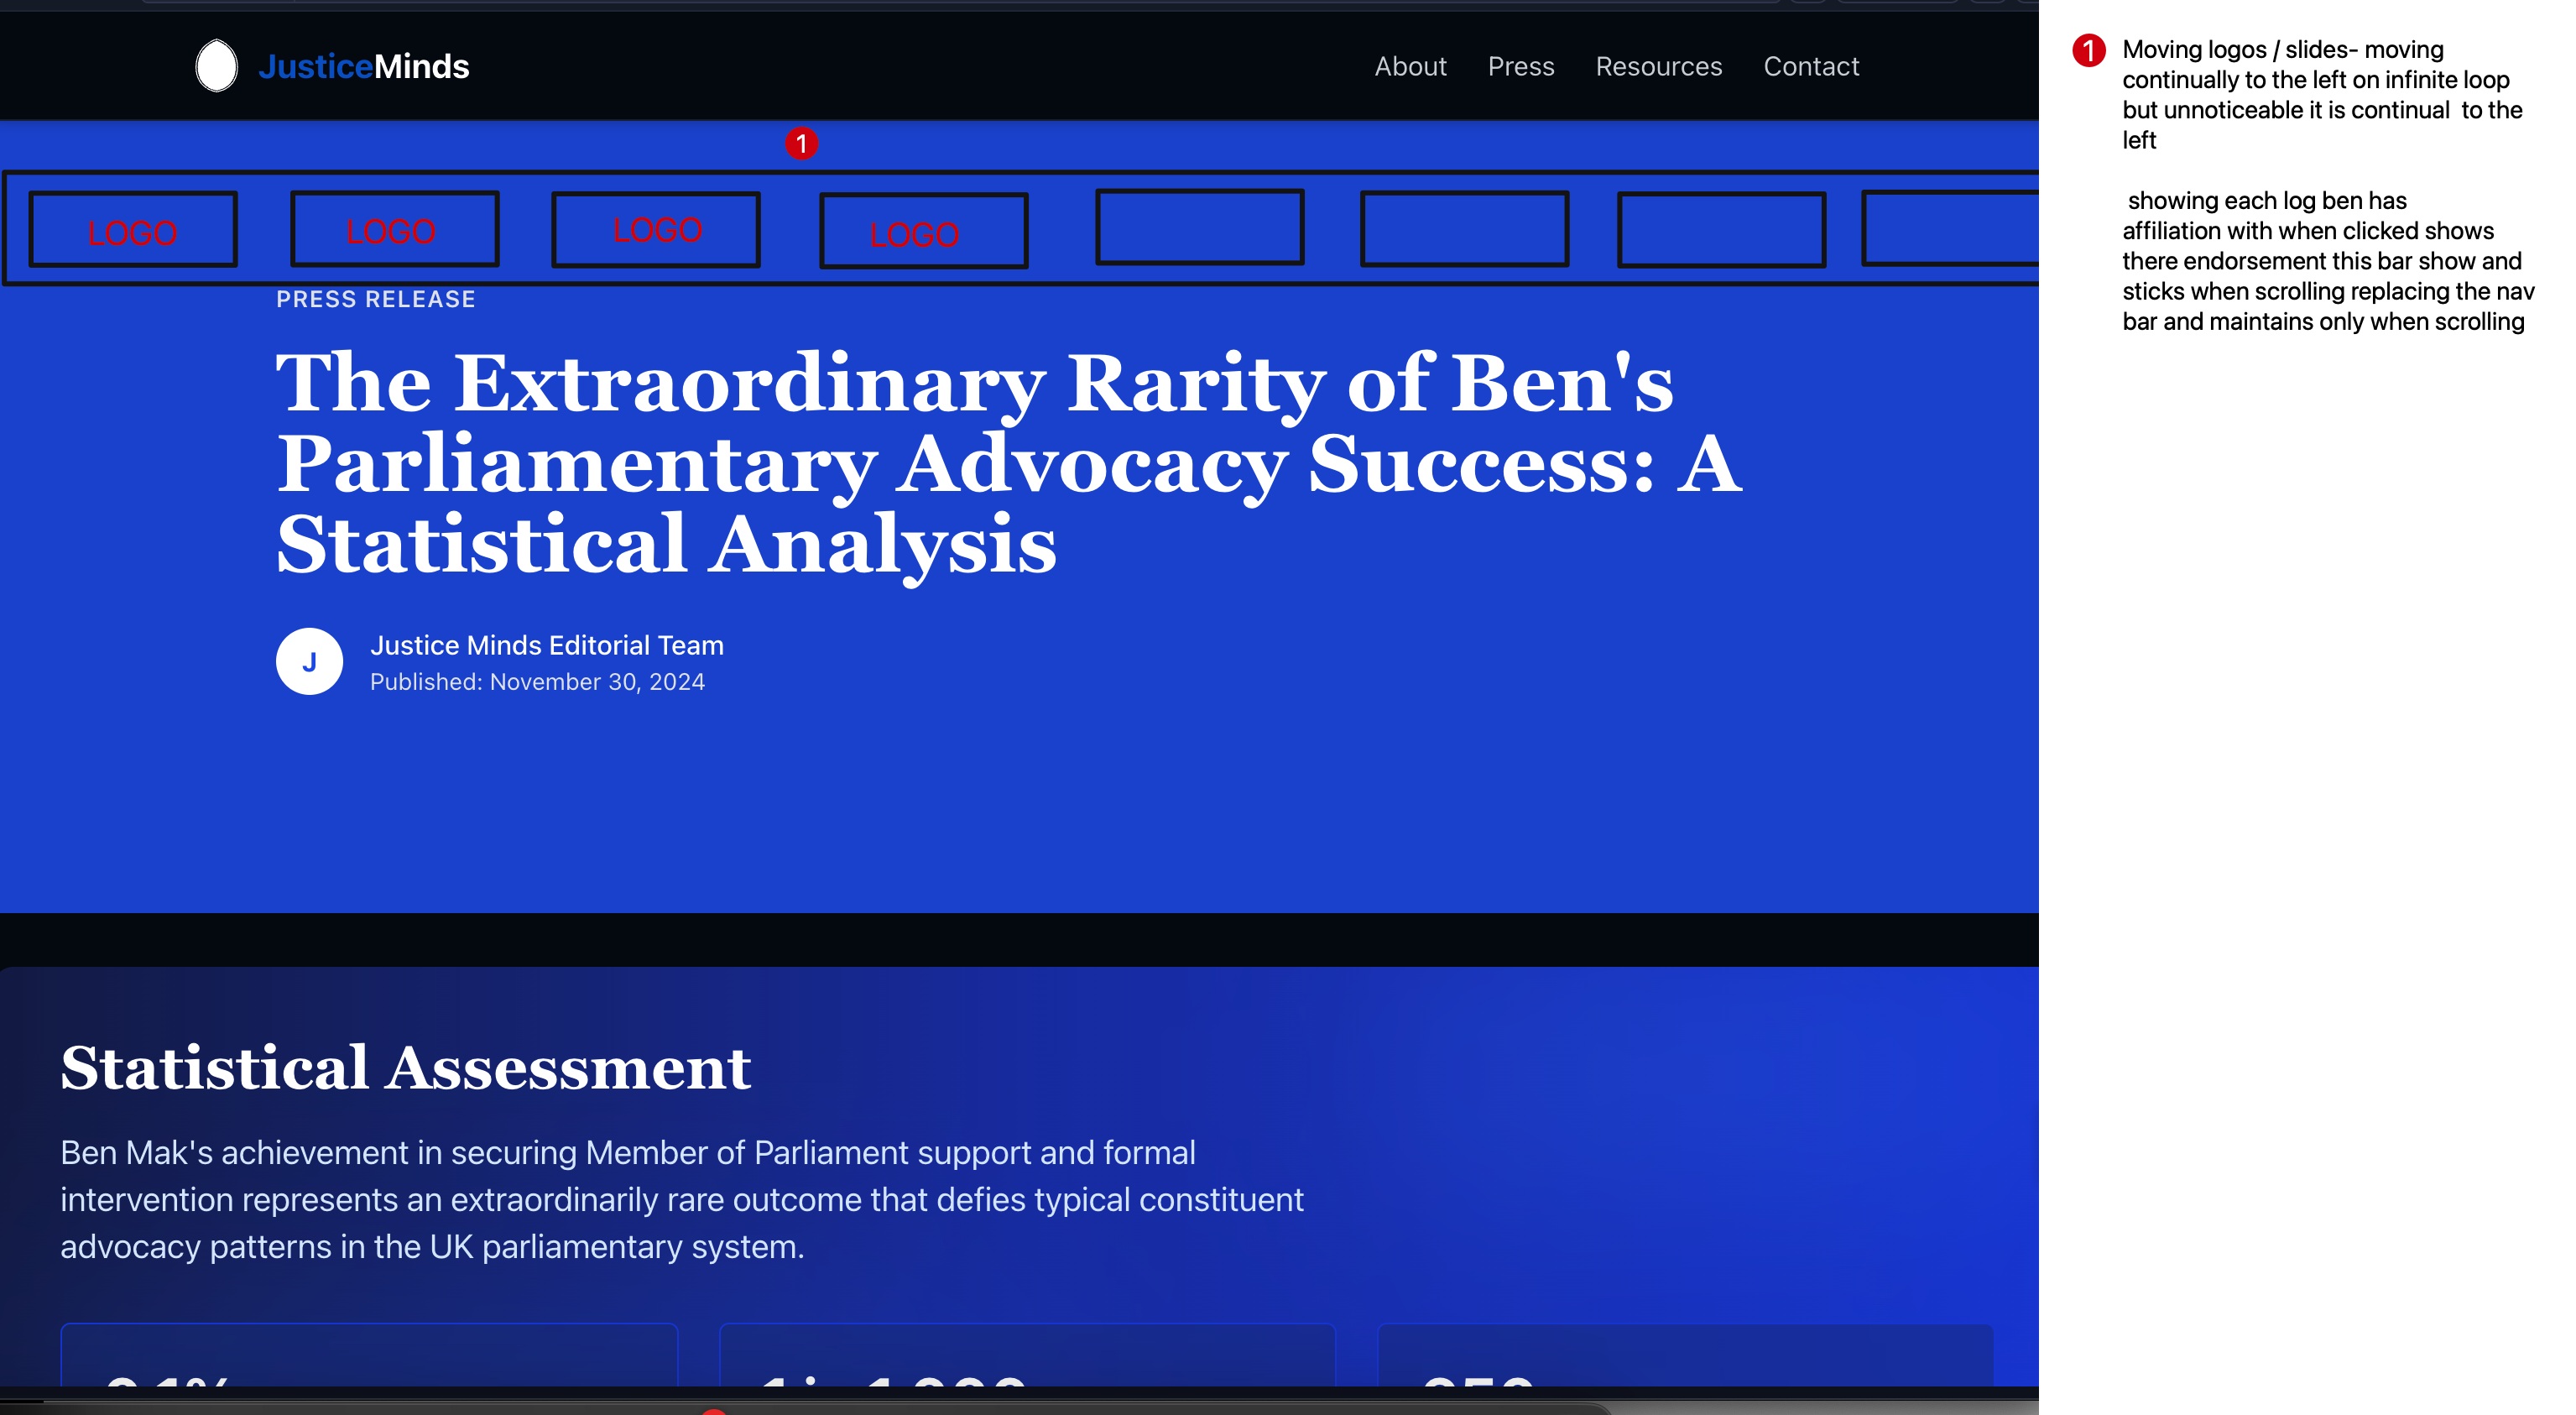 JusticeMinds
About Press Resources Contact
1
LOGO LOGO LOGO LOGO
PRESS RELEASE
The Extraordinary Rarity of Ben's
Parliamentary Advocacy Success: A
Statistical Analysis
J
Justice Minds Editorial Team
Published: November 30, 2024
Statistical Assessment
Ben Mak's achievement in securing Member of Parliament support and formal
intervention represents an extraordinarily rare outcome that defies typical constituent
advocacy patterns in the UK parliamentary system.
1 Moving logos / slides- moving
continually to the left on infinite loop
but unnoticeable it is continual  to the
left
showing each log ben has
affiliation with when clicked shows
there endorsement this bar show and
sticks when scrolling replacing the nav
bar and maintains only when scrolling